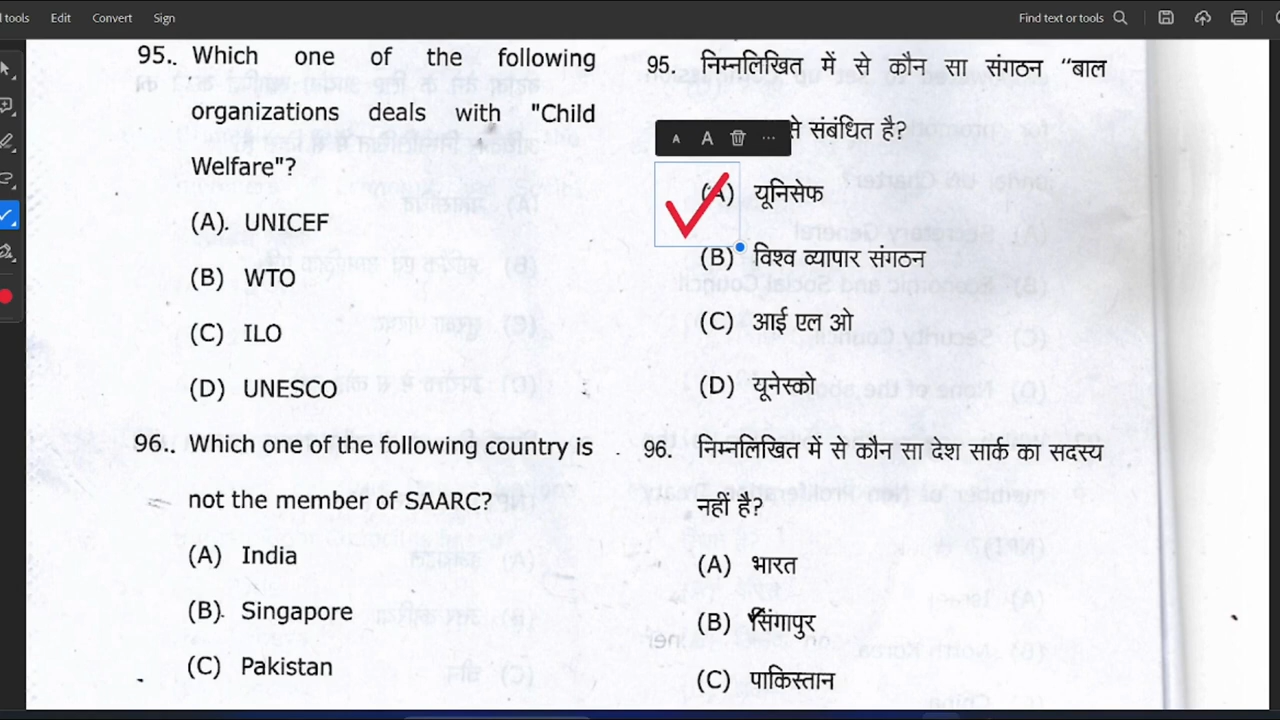 tools Edit Convert Sign Find text or tools
95.. Which one of the following
organizations deals with "Child
Welfare"?
(A). UNICEF
(B) WTO
(C) ILO
(D) UNESCO
96.. Which one of the following country is
not the member of SAARC?
(A) India
(B). Singapore
(C) Pakistan
95. निम्नलिखित में से कौन सा संगठन “बाल
से संबंधित है?
(A) यूनिसेफ
(B) विश्व व्यापार संगठन
(C) आई एल ओ
(D) यूनेस्को
96. निम्नलिखित में से कौन सा देश सार्क का सदस्य
नहीं है?
(A) भारत
(B) सिंगापुर
(C) पाकिस्तान